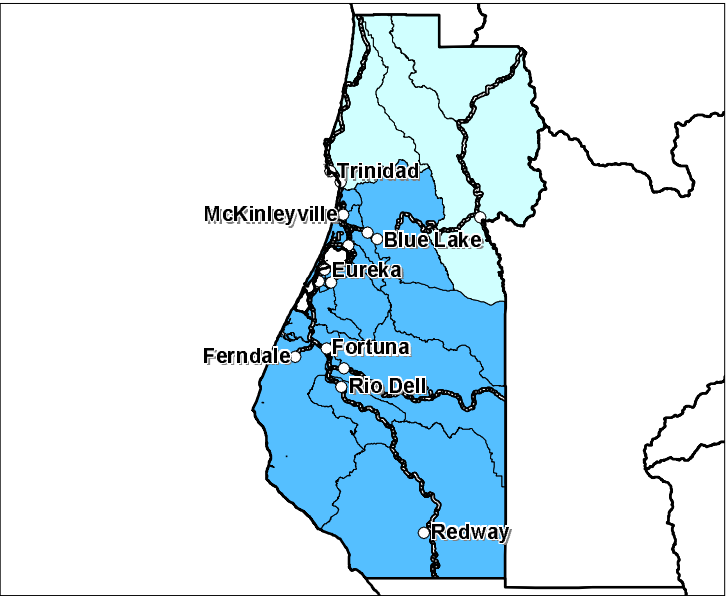 Trinidad
McKinleyville
Blue Lake
Eureka
Fortuna
Ferndale
Rio Dell
Redway